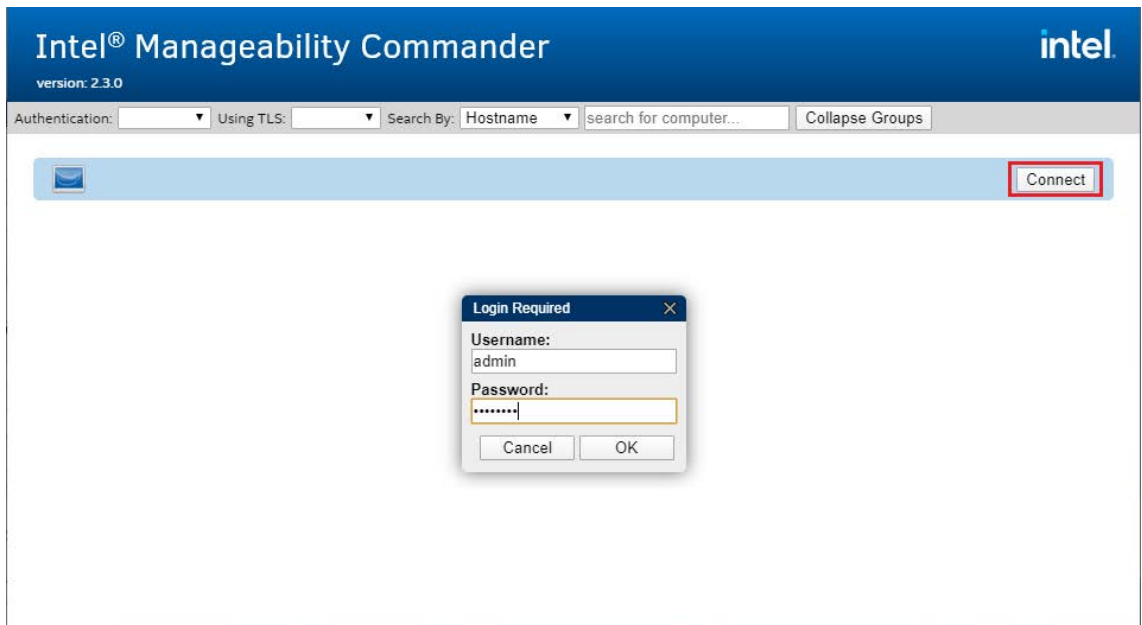 Intel® Manageability Commander
intel.
version: 2.3.0
Authentication: Using TLS: Search By: Hostname search for computer... Collapse Groups
Connect
Login Required
Username:
admin
Password:
••••••••
Cancel OK